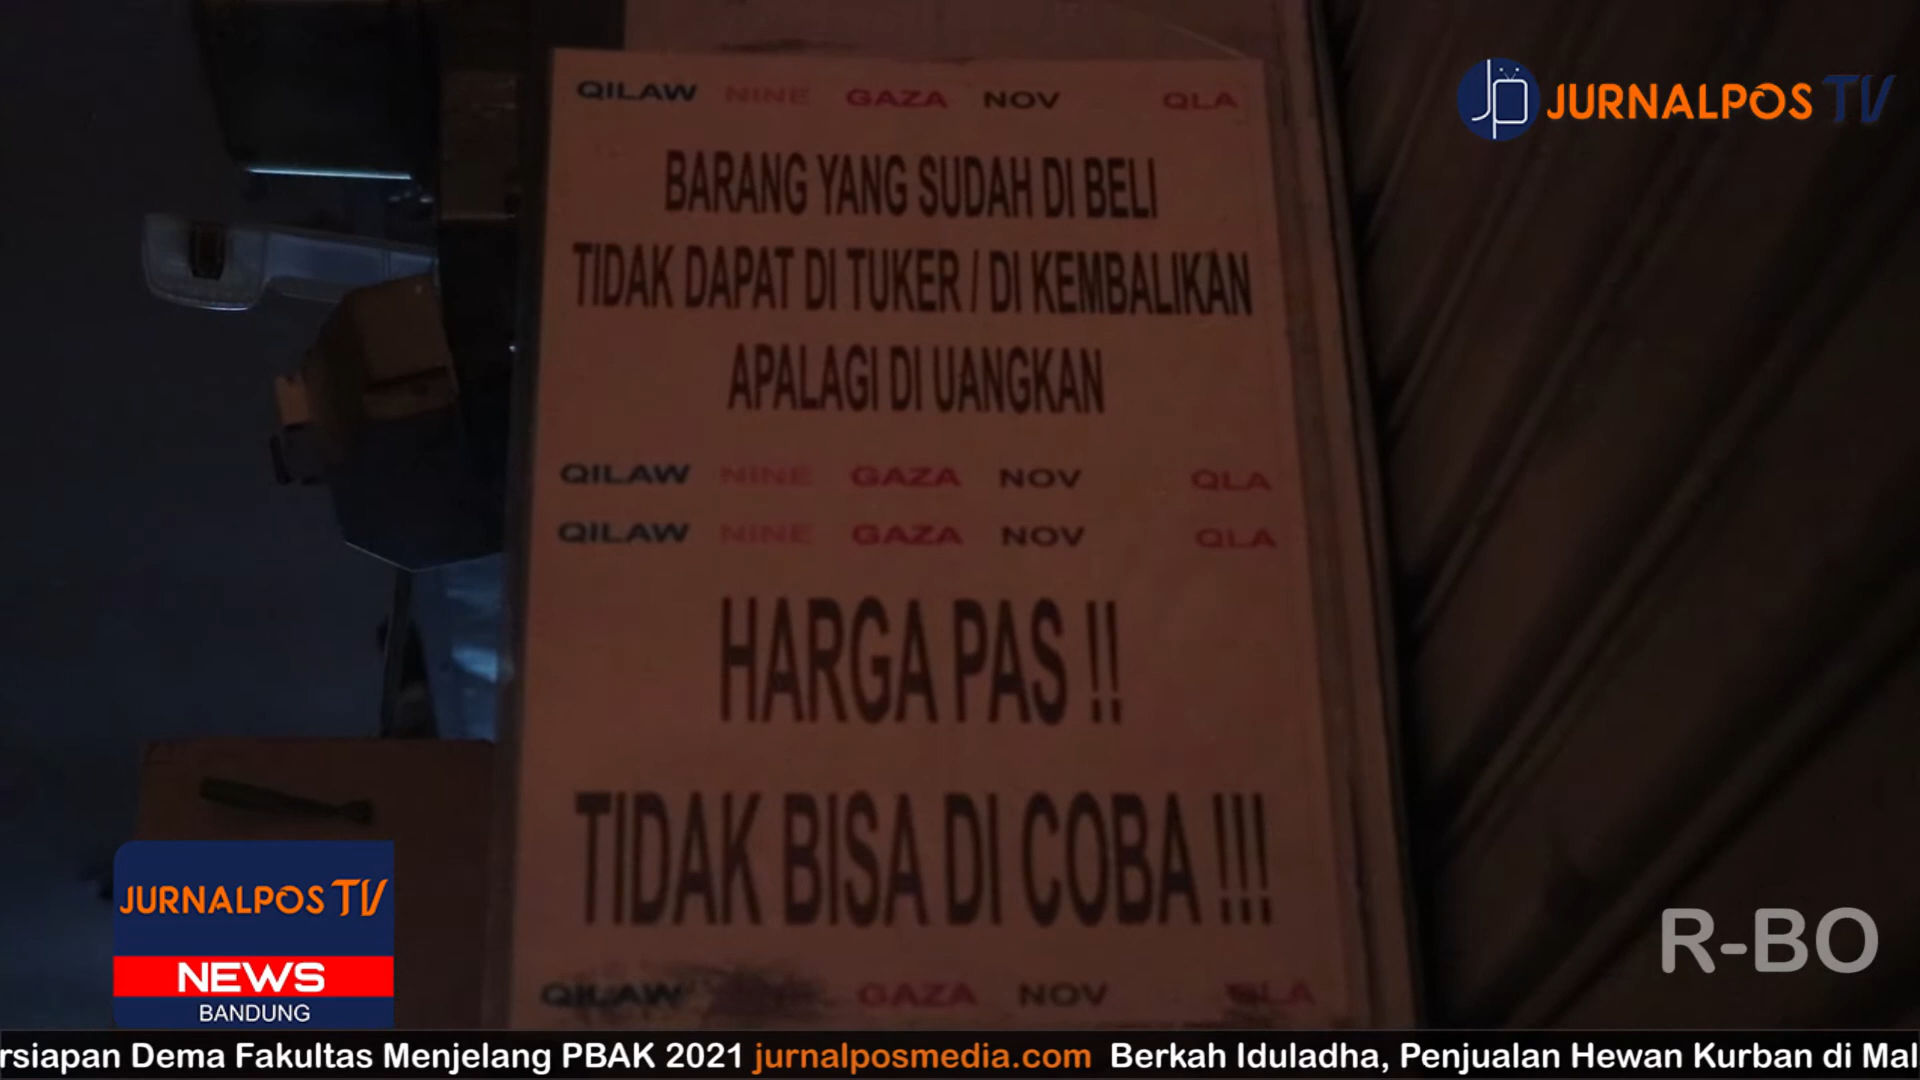 QILAW NINE GAZA NOV QLA
JURNALPOS TV
BARANG YANG SUDAH DI BELI
TIDAK DAPAT DI TUKER / DI KEMBALIKAN
APALAGI DI UANGKAN
QILAW NINE GAZA NOV QLA
QILAW NINE GAZA NOV QLA
HARGA PAS !!
TIDAK BISA DI COBA !!!
QILAW GAZA NOV QLA
JURNALPOS TV
NEWS
BANDUNG
R-BO
rsiapan Dema Fakultas Menjelang PBAK 2021 jurnalposmedia.com Berkah Iduladha, Penjualan Hewan Kurban di Mal